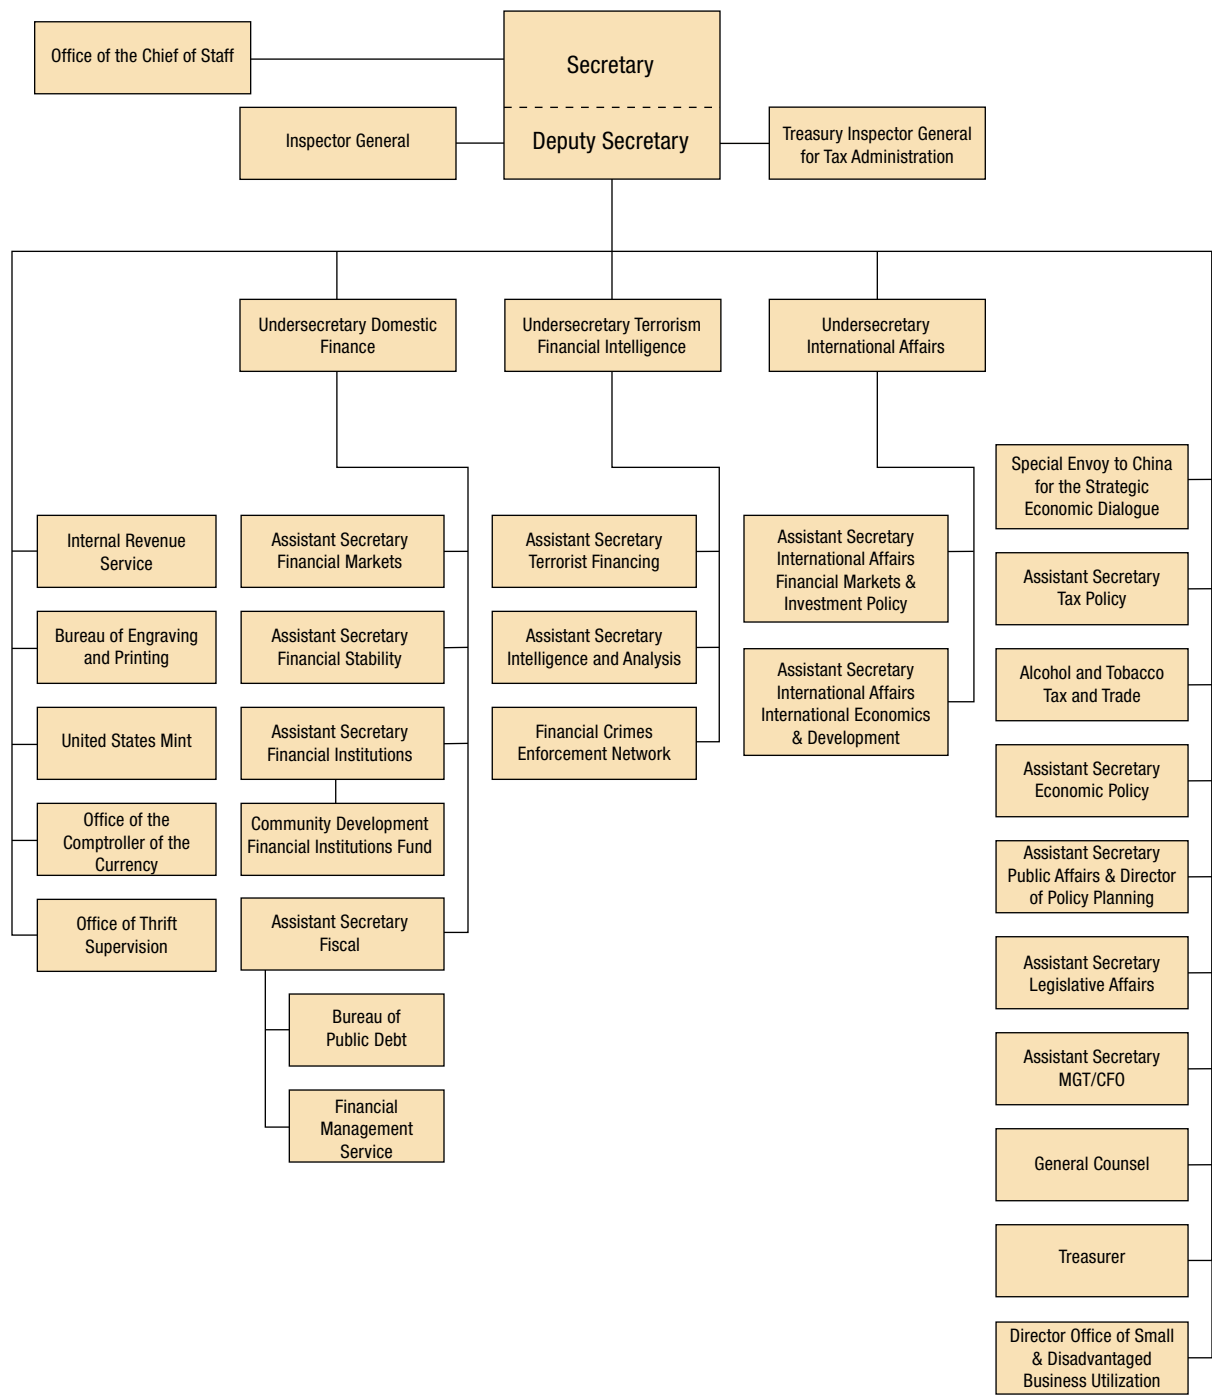 Office of the Chief of Staff
Secretary
Deputy Secretary
Inspector General
Treasury Inspector General
for Tax Administration
Undersecretary Domestic
Finance
Undersecretary Terrorism
Financial Intelligence
Undersecretary
International Affairs
Internal Revenue
Service
Bureau of Engraving
and Printing
United States Mint
Office of the
Comptroller of the
Currency
Office of Thrift
Supervision
Assistant Secretary
Financial Markets
Assistant Secretary
Financial Stability
Assistant Secretary
Financial Institutions
Community Development
Financial Institutions Fund
Assistant Secretary
Fiscal
Bureau of
Public Debt
Financial
Management
Service
Assistant Secretary
Terrorist Financing
Assistant Secretary
Intelligence and Analysis
Financial Crimes
Enforcement Network
Assistant Secretary
International Affairs
Financial Markets &
Investment Policy
Assistant Secretary
International Affairs
International Economics
& Development
Special Envoy to China
for the Strategic
Economic Dialogue
Assistant Secretary
Tax Policy
Alcohol and Tobacco
Tax and Trade
Assistant Secretary
Economic Policy
Assistant Secretary
Public Affairs & Director
of Policy Planning
Assistant Secretary
Legislative Affairs
Assistant Secretary
MGT/CFO
General Counsel
Treasurer
Director Office of Small
& Disadvantaged
Business Utilization